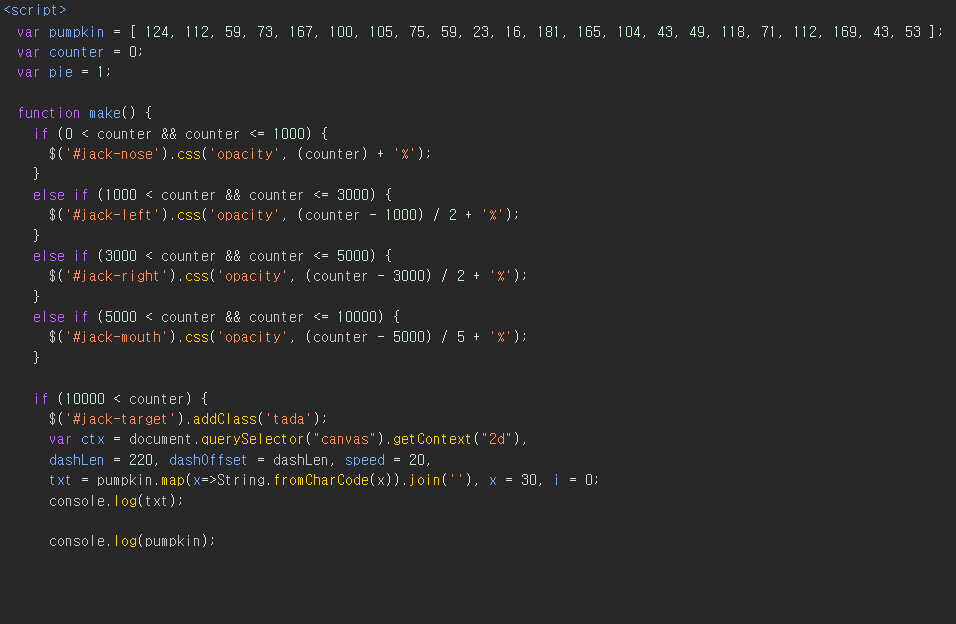 <script>
var pumpkin = [ 124, 112, 59, 73, 167, 100, 105, 75, 59, 23, 16, 181, 165, 104, 43, 49, 118, 71, 112, 169, 43, 53 ];
var counter = 0;
var pie = 1;
function make() {
if (0 < counter && counter <= 1000) {
$('#jack-nose').css('opacity', (counter) + '%');
}
else if (1000 < counter && counter <= 3000) {
$('#jack-left').css('opacity', (counter - 1000) / 2 + '%');
}
else if (3000 < counter && counter <= 5000) {
$('#jack-right').css('opacity', (counter - 3000) / 2 + '%');
}
else if (5000 < counter && counter <= 10000) {
$('#jack-mouth').css('opacity', (counter - 5000) / 5 + '%');
}
if (10000 < counter) {
$('#jack-target').addClass('tada');
var ctx = document.querySelector("canvas").getContext("2d"),
dashLen = 220, dashOffset = dashLen, speed = 20,
txt = pumpkin.map(x=>String.fromCharCode(x)).join(''), x = 30, i = 0;
console.log(txt);
console.log(pumpkin);